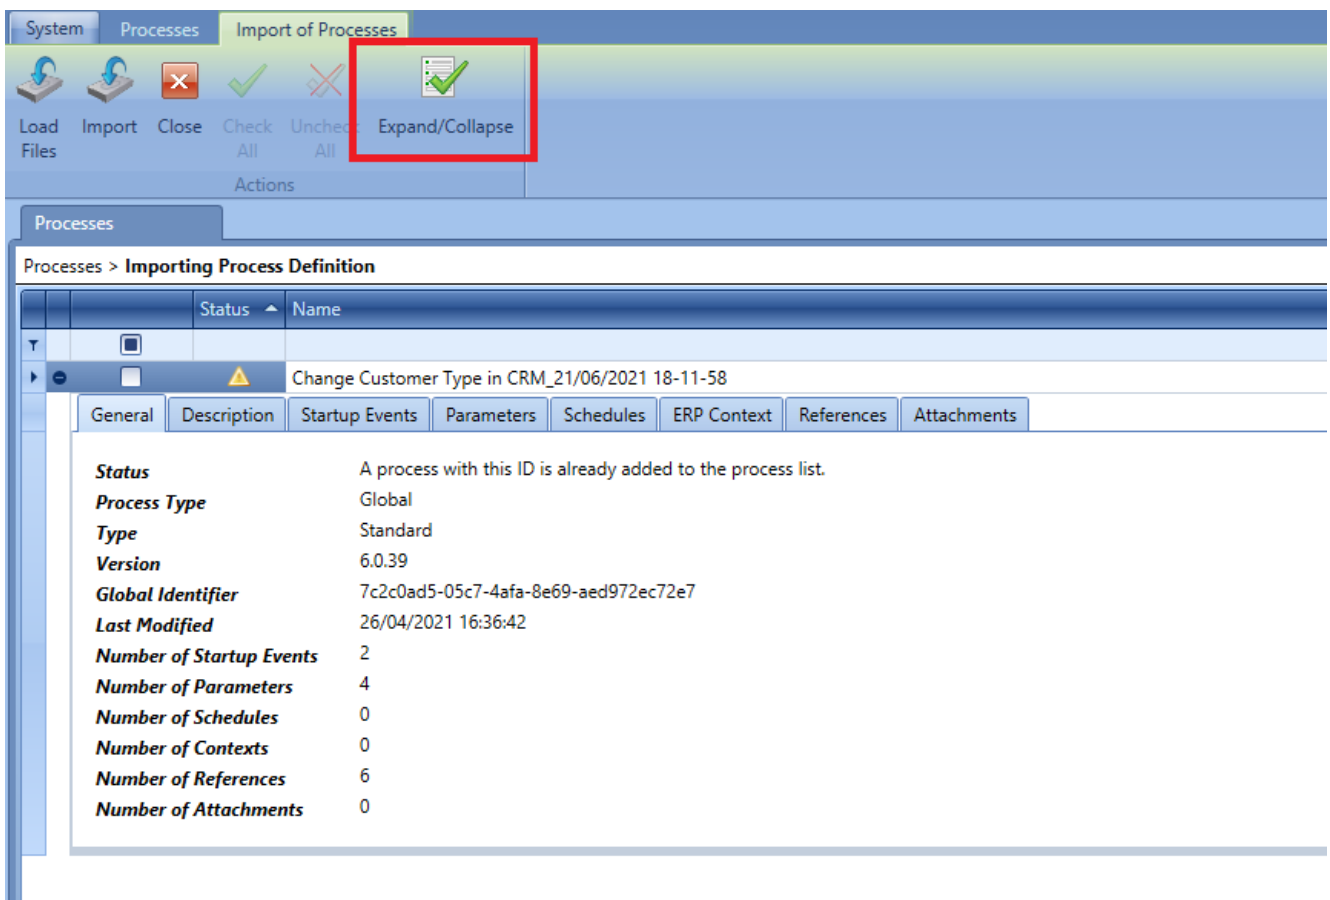 System Processes Import of Processes
Load Files Import Close Check All Uncheck All Expand/Collapse
Actions
Processes
Processes > Importing Process Definition
Status Name
Change Customer Type in CRM_21/06/2021 18-11-58
General Description Startup Events Parameters Schedules ERP Context References Attachments
Status A process with this ID is already added to the process list.
Process Type Global
Type Standard
Version 6.0.39
Global Identifier 7c2c0ad5-05c7-4afa-8e69-aed972ec72e7
Last Modified 26/04/2021 16:36:42
Number of Startup Events 2
Number of Parameters 4
Number of Schedules 0
Number of Contexts 0
Number of References 6
Number of Attachments 0